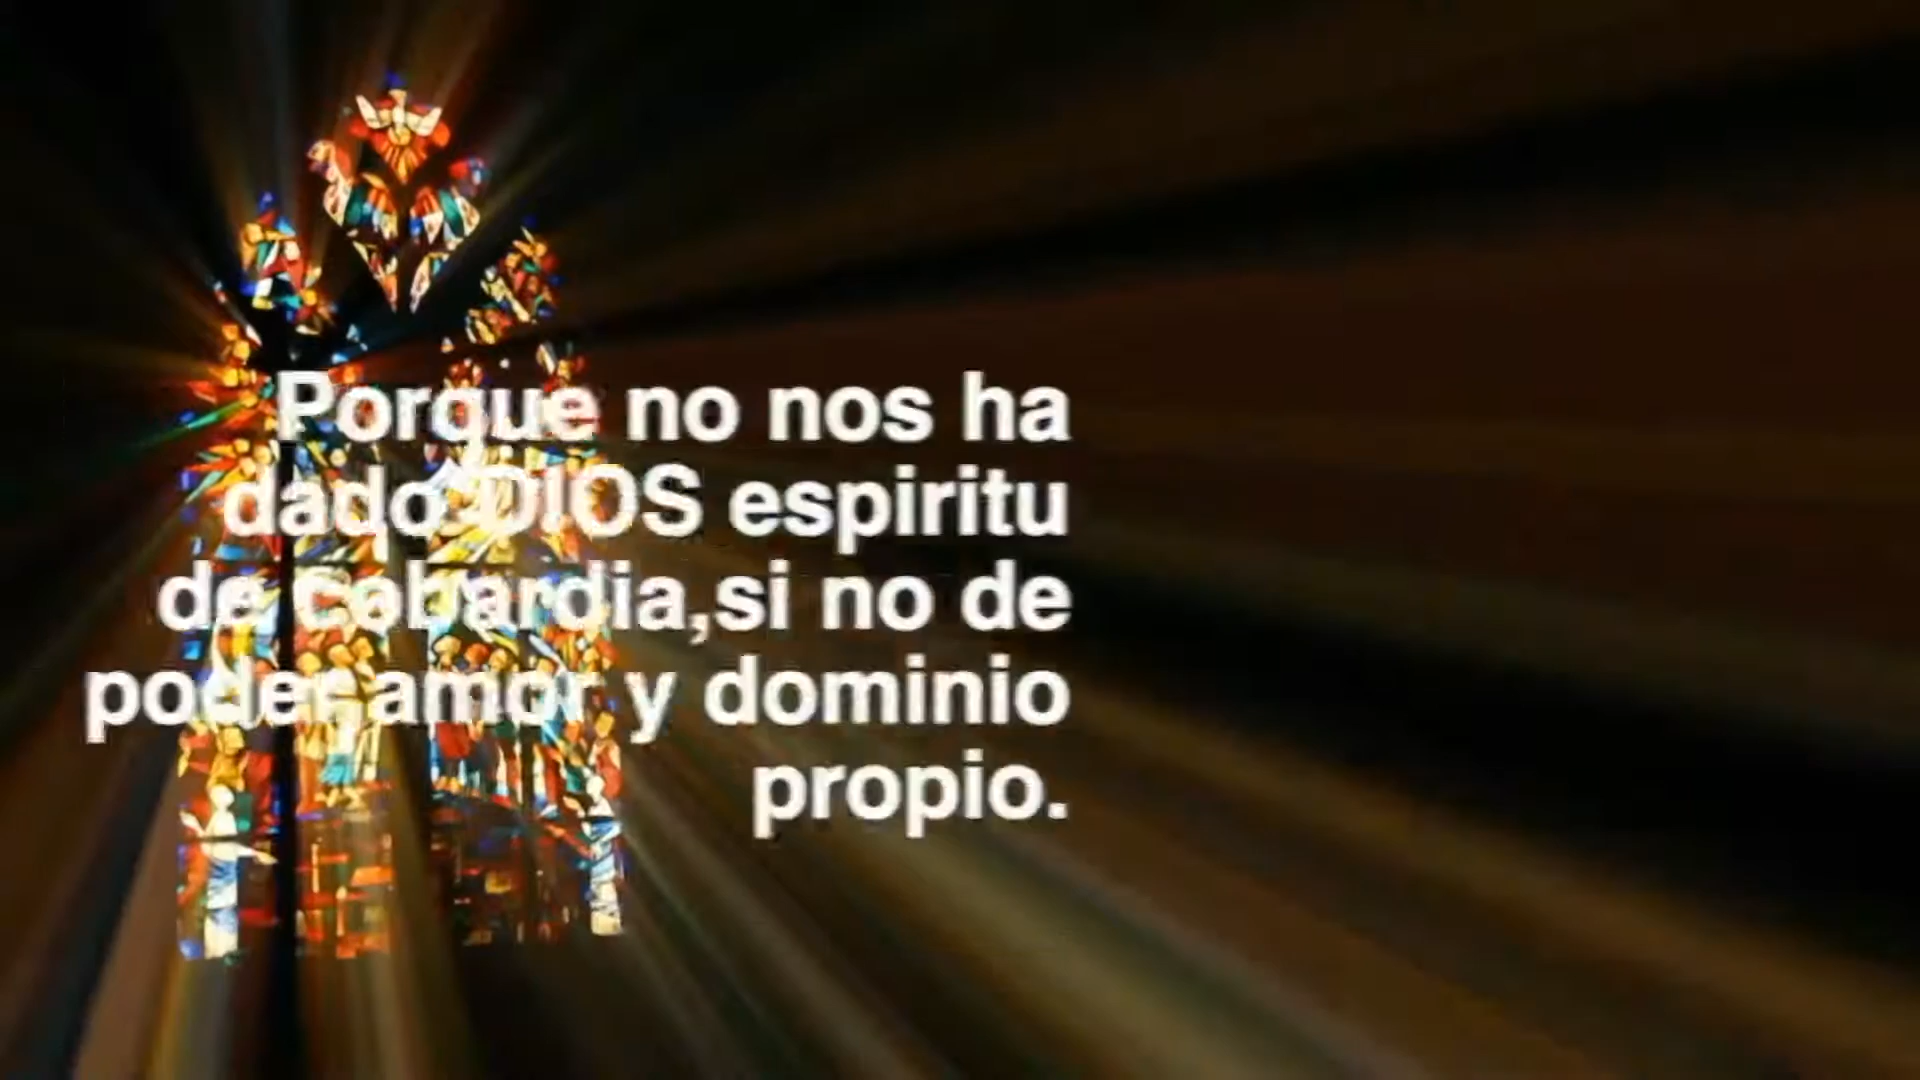 Porque no nos ha
dado DIOS espiritu
de cobardia,si no de
poder amor y dominio
propio.